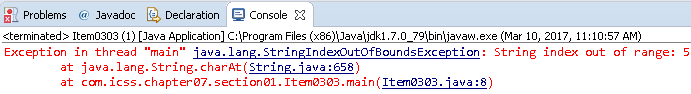 Problems @ Javadoc Declaration Console
<terminated> Item0303 (1) [Java Application] C:\Program Files (x86)\Java\jdk1.7.0_79\bin\javaw.exe (Mar 10, 2017, 11:10:57 AM)
Exception in thread "main" java.lang.StringIndexOutOfBoundsException: String index out of range: 5
at java.lang.String.charAt(String.java:658)
at com.icss.chapter07.section01.Item0303.main(Item0303.java:8)